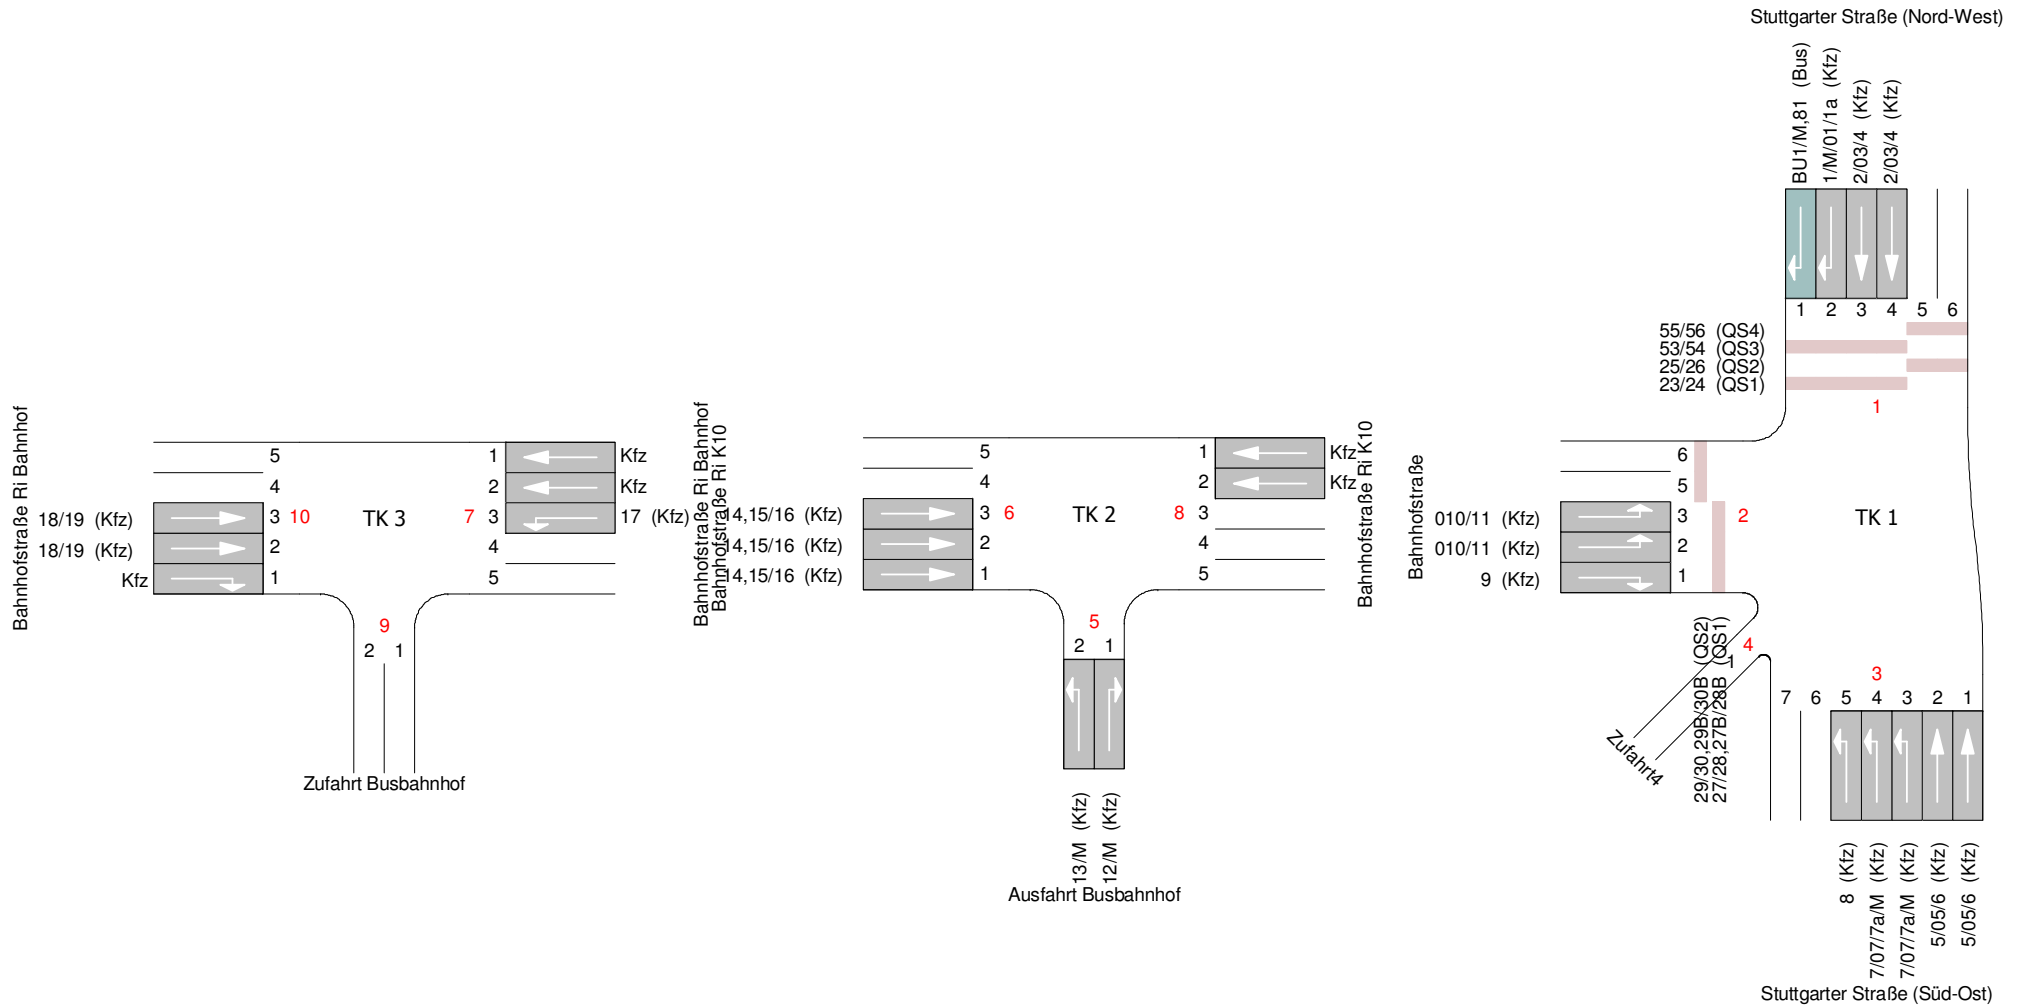 Stuttgarter Straße (Nord-West)
BU1/M,81 (Bus)
1/M/01/1a (Kfz)
2/03/4 (Kfz)
2/03/4 (Kfz)
1 2 3 4 5 6
55/56 (QS4)
53/54 (QS3)
25/26 (QS2)
23/24 (QS1)
1
Bahnhofstraße Ri Bahnhof
18/19 (Kfz)
18/19 (Kfz)
Kfz
5
4
3
2
1
10
TK 3
7
1
2
3
4
5
Kfz
Kfz
17 (Kfz)
Bahnhofstraße Ri K10
9
2 1
Zufahrt Busbahnhof
Bahnhofstraße Ri Bahnhof
14,15/16 (Kfz)
14,15/16 (Kfz)
14,15/16 (Kfz)
5
4
3
2
1
6
TK 2
8
1
2
3
4
5
Kfz
Kfz
Bahnhofstraße Ri K10
5
2 1
13/M (Kfz)
12/M (Kfz)
Ausfahrt Busbahnhof
Bahnhofstraße
010/11 (Kfz)
010/11 (Kfz)
9 (Kfz)
6
5
3
2
1
2
TK 1
29/30,29B/30B (QS2)
27/28,27B/28B (QS1)
4
1
Zufahrt4
3
7 6 5 4 3 2 1
8 (Kfz)
7/07/7a/M (Kfz)
7/07/7a/M (Kfz)
5/05/6 (Kfz)
5/05/6 (Kfz)
Stuttgarter Straße (Süd-Ost)